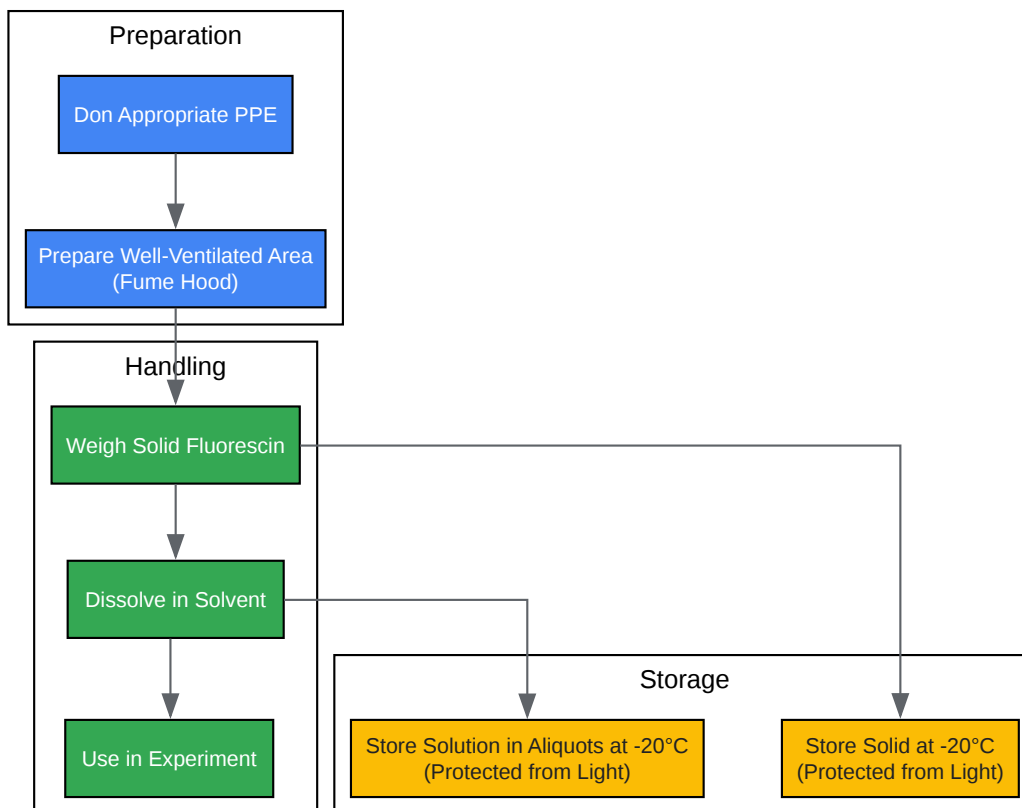 Preparation
Don Appropriate PPE
Prepare Well-Ventilated Area
(Fume Hood)
Handling
Weigh Solid Fluorescin
Dissolve in Solvent
Use in Experiment
Storage
Store Solution in Aliquots at -20°C
(Protected from Light)
Store Solid at -20°C
(Protected from Light)